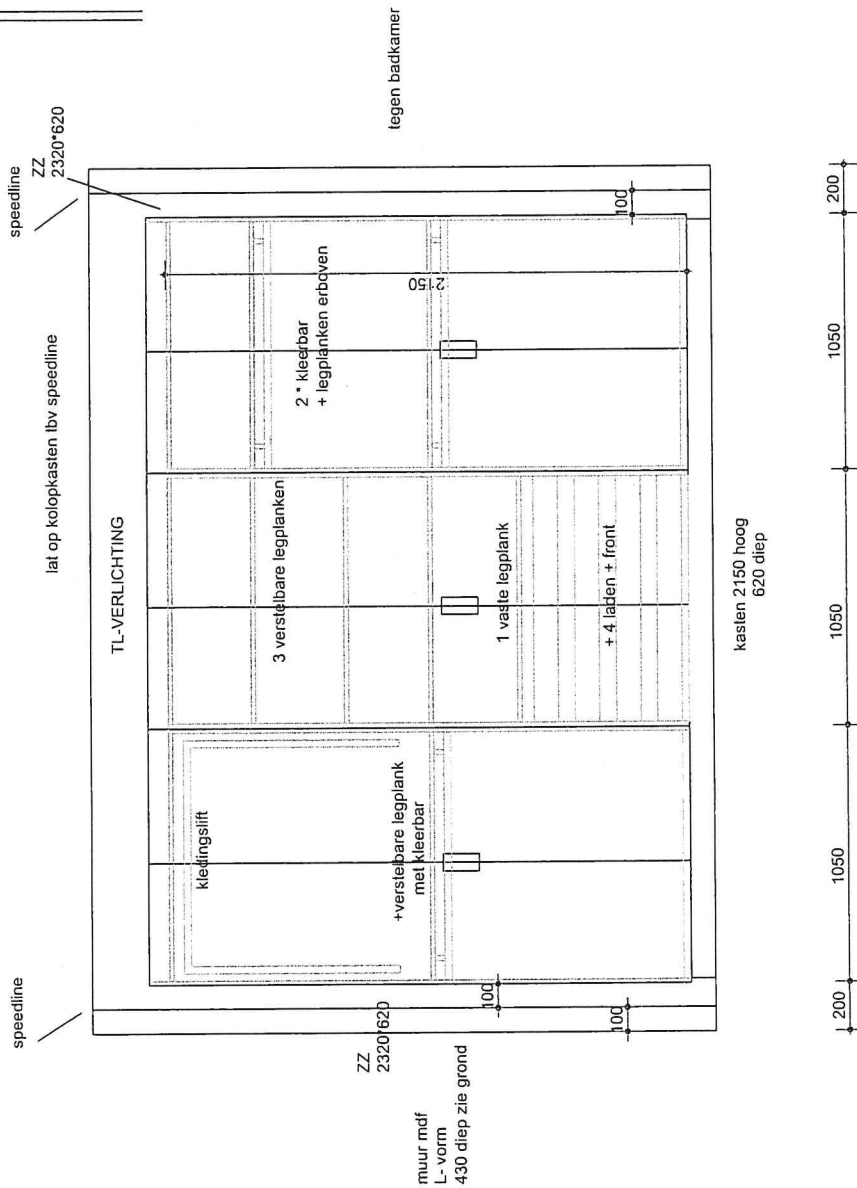 speedline
lat op kolopkasten tbv speedline
speedline
ZZ
2320*620
TL-VERLICHTING
tegen badkamer
kledingslift
3 verstelbare legplanken
2 * kleerbar
+ legplanken erboven
2150
+verstelbare legplank
met kleerbar
1 vaste legplank
+ 4 laden + front
ZZ
2320*620
100
100
100
muur mdf
L- vorm
430 diep zie grond
kasten 2150 hoog
620 diep
200
1050
1050
1050
200